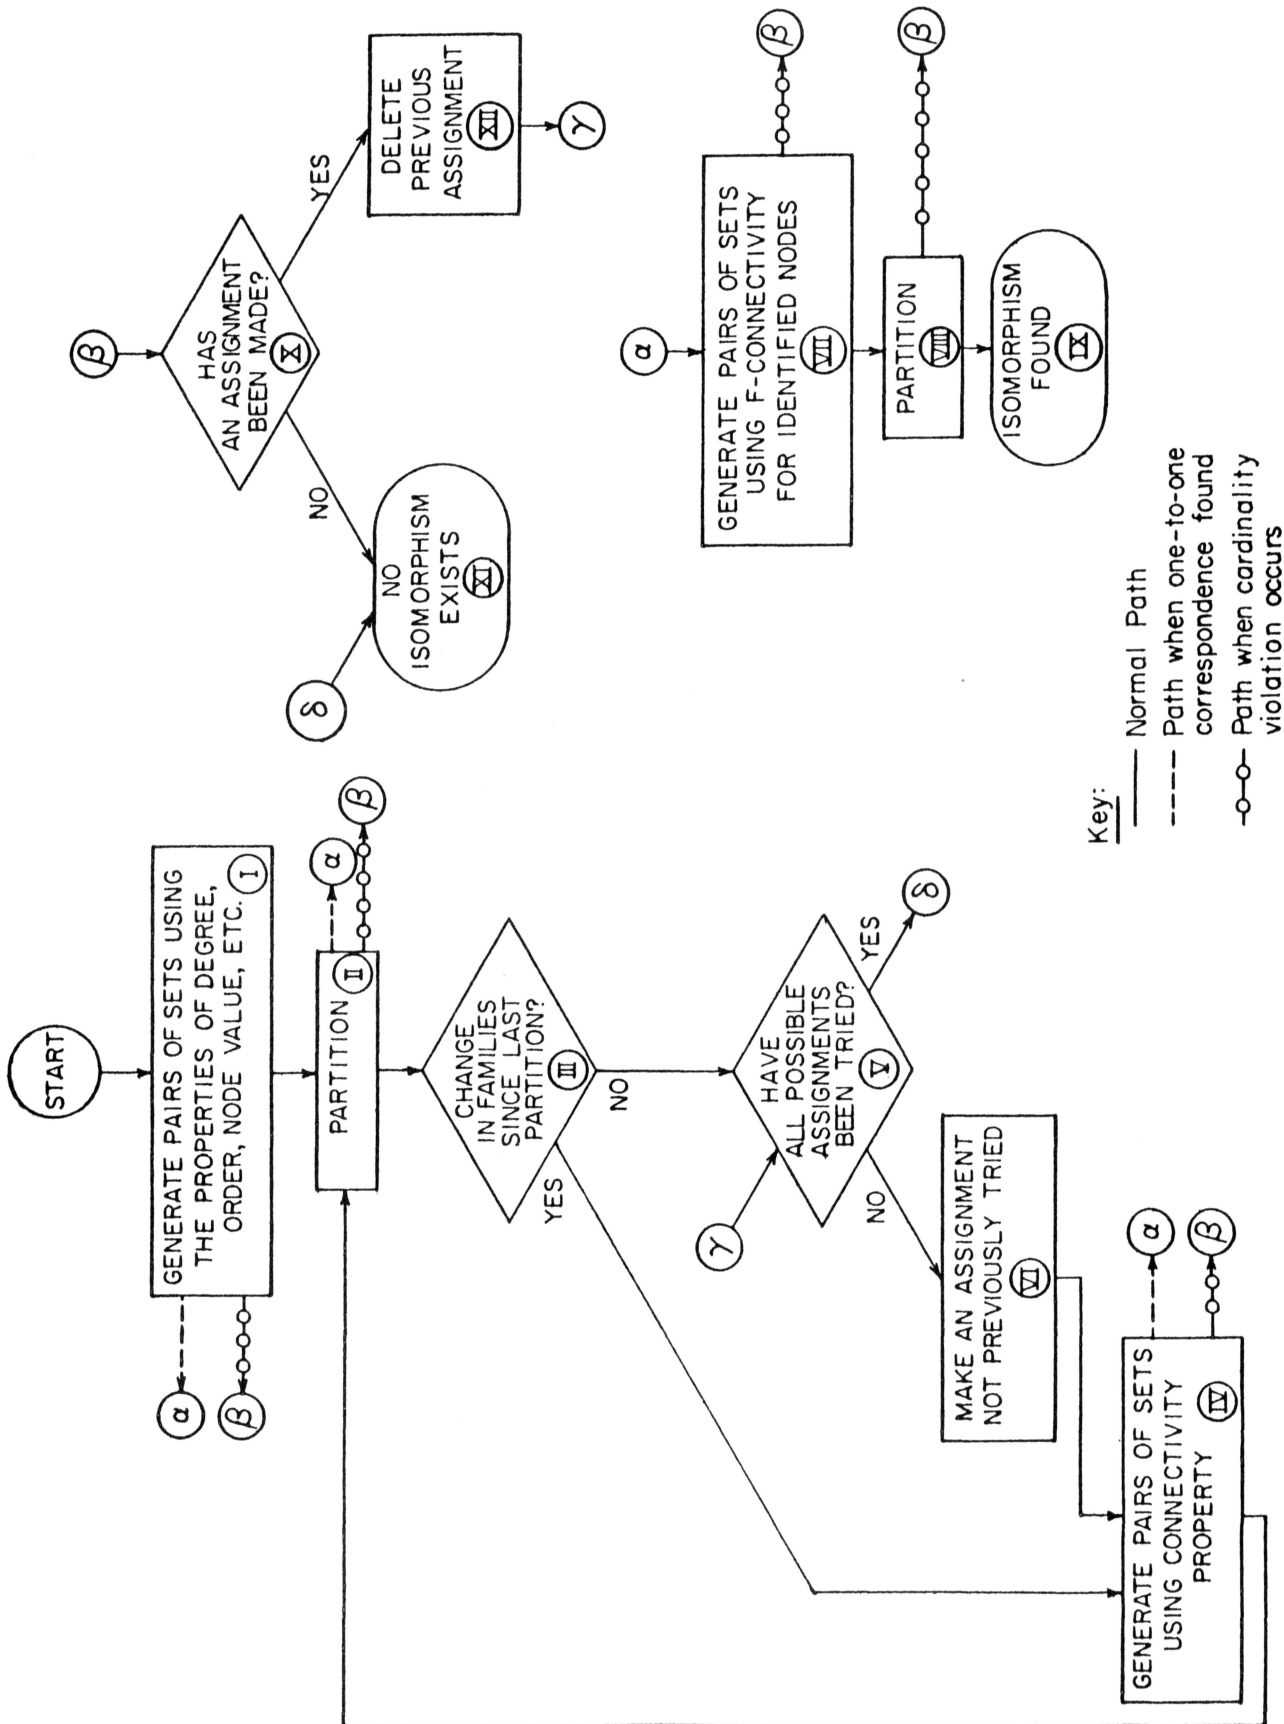 START
GENERATE PAIRS OF SETS USING
THE PROPERTIES OF DEGREE,
ORDER, NODE VALUE, ETC.
I
α
β
PARTITION
II
α
β
CHANGE
IN FAMILIES
SINCE LAST
PARTITION?
III
YES
NO
γ
HAVE
ALL POSSIBLE
ASSIGNMENTS
BEEN TRIED?
V
YES
δ
NO
MAKE AN ASSIGNMENT
NOT PREVIOUSLY TRIED
VI
GENERATE PAIRS OF SETS
USING CONNECTIVITY
PROPERTY
IV
α
β
β
HAS
AN ASSIGNMENT
BEEN MADE?
X
NO
YES
δ
NO
ISOMORPHISM
EXISTS
XI
DELETE
PREVIOUS
ASSIGNMENT
XII
γ
α
GENERATE PAIRS OF SETS
USING F-CONNECTIVITY
FOR IDENTIFIED NODES
VII
β
PARTITION
VIII
β
ISOMORPHISM
FOUND
IX
Key:
Normal Path
Path when one-to-one
correspondence found
Path when cardinality
violation occurs